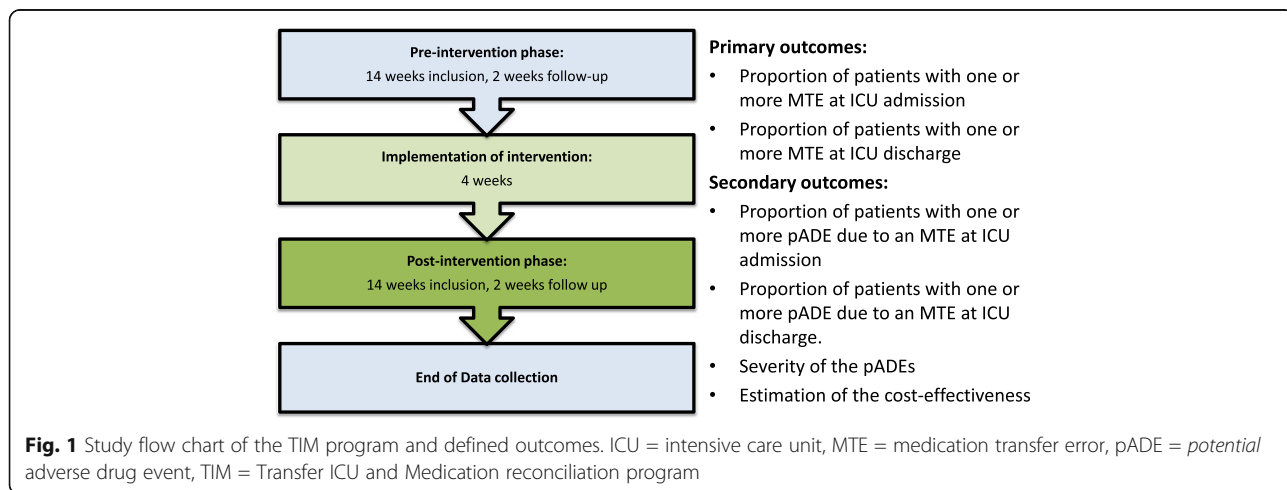 Pre-intervention phase:
14 weeks inclusion, 2 weeks follow-up
Implementation of intervention:
4 weeks
Post-intervention phase:
14 weeks inclusion, 2 weeks follow up
End of Data collection
Primary outcomes:
• Proportion of patients with one or
more MTE at ICU admission
• Proportion of patients with one or
more MTE at ICU discharge
Secondary outcomes:
• Proportion of patients with one or
more pADE due to an MTE at ICU
admission
• Proportion of patients with one or
more pADE due to an MTE at ICU
discharge.
• Severity of the pADEs
• Estimation of the cost-effectiveness
Fig. 1 Study flow chart of the TIM program and defined outcomes. ICU = intensive care unit, MTE = medication transfer error, pADE = potential
adverse drug event, TIM = Transfer ICU and Medication reconciliation program